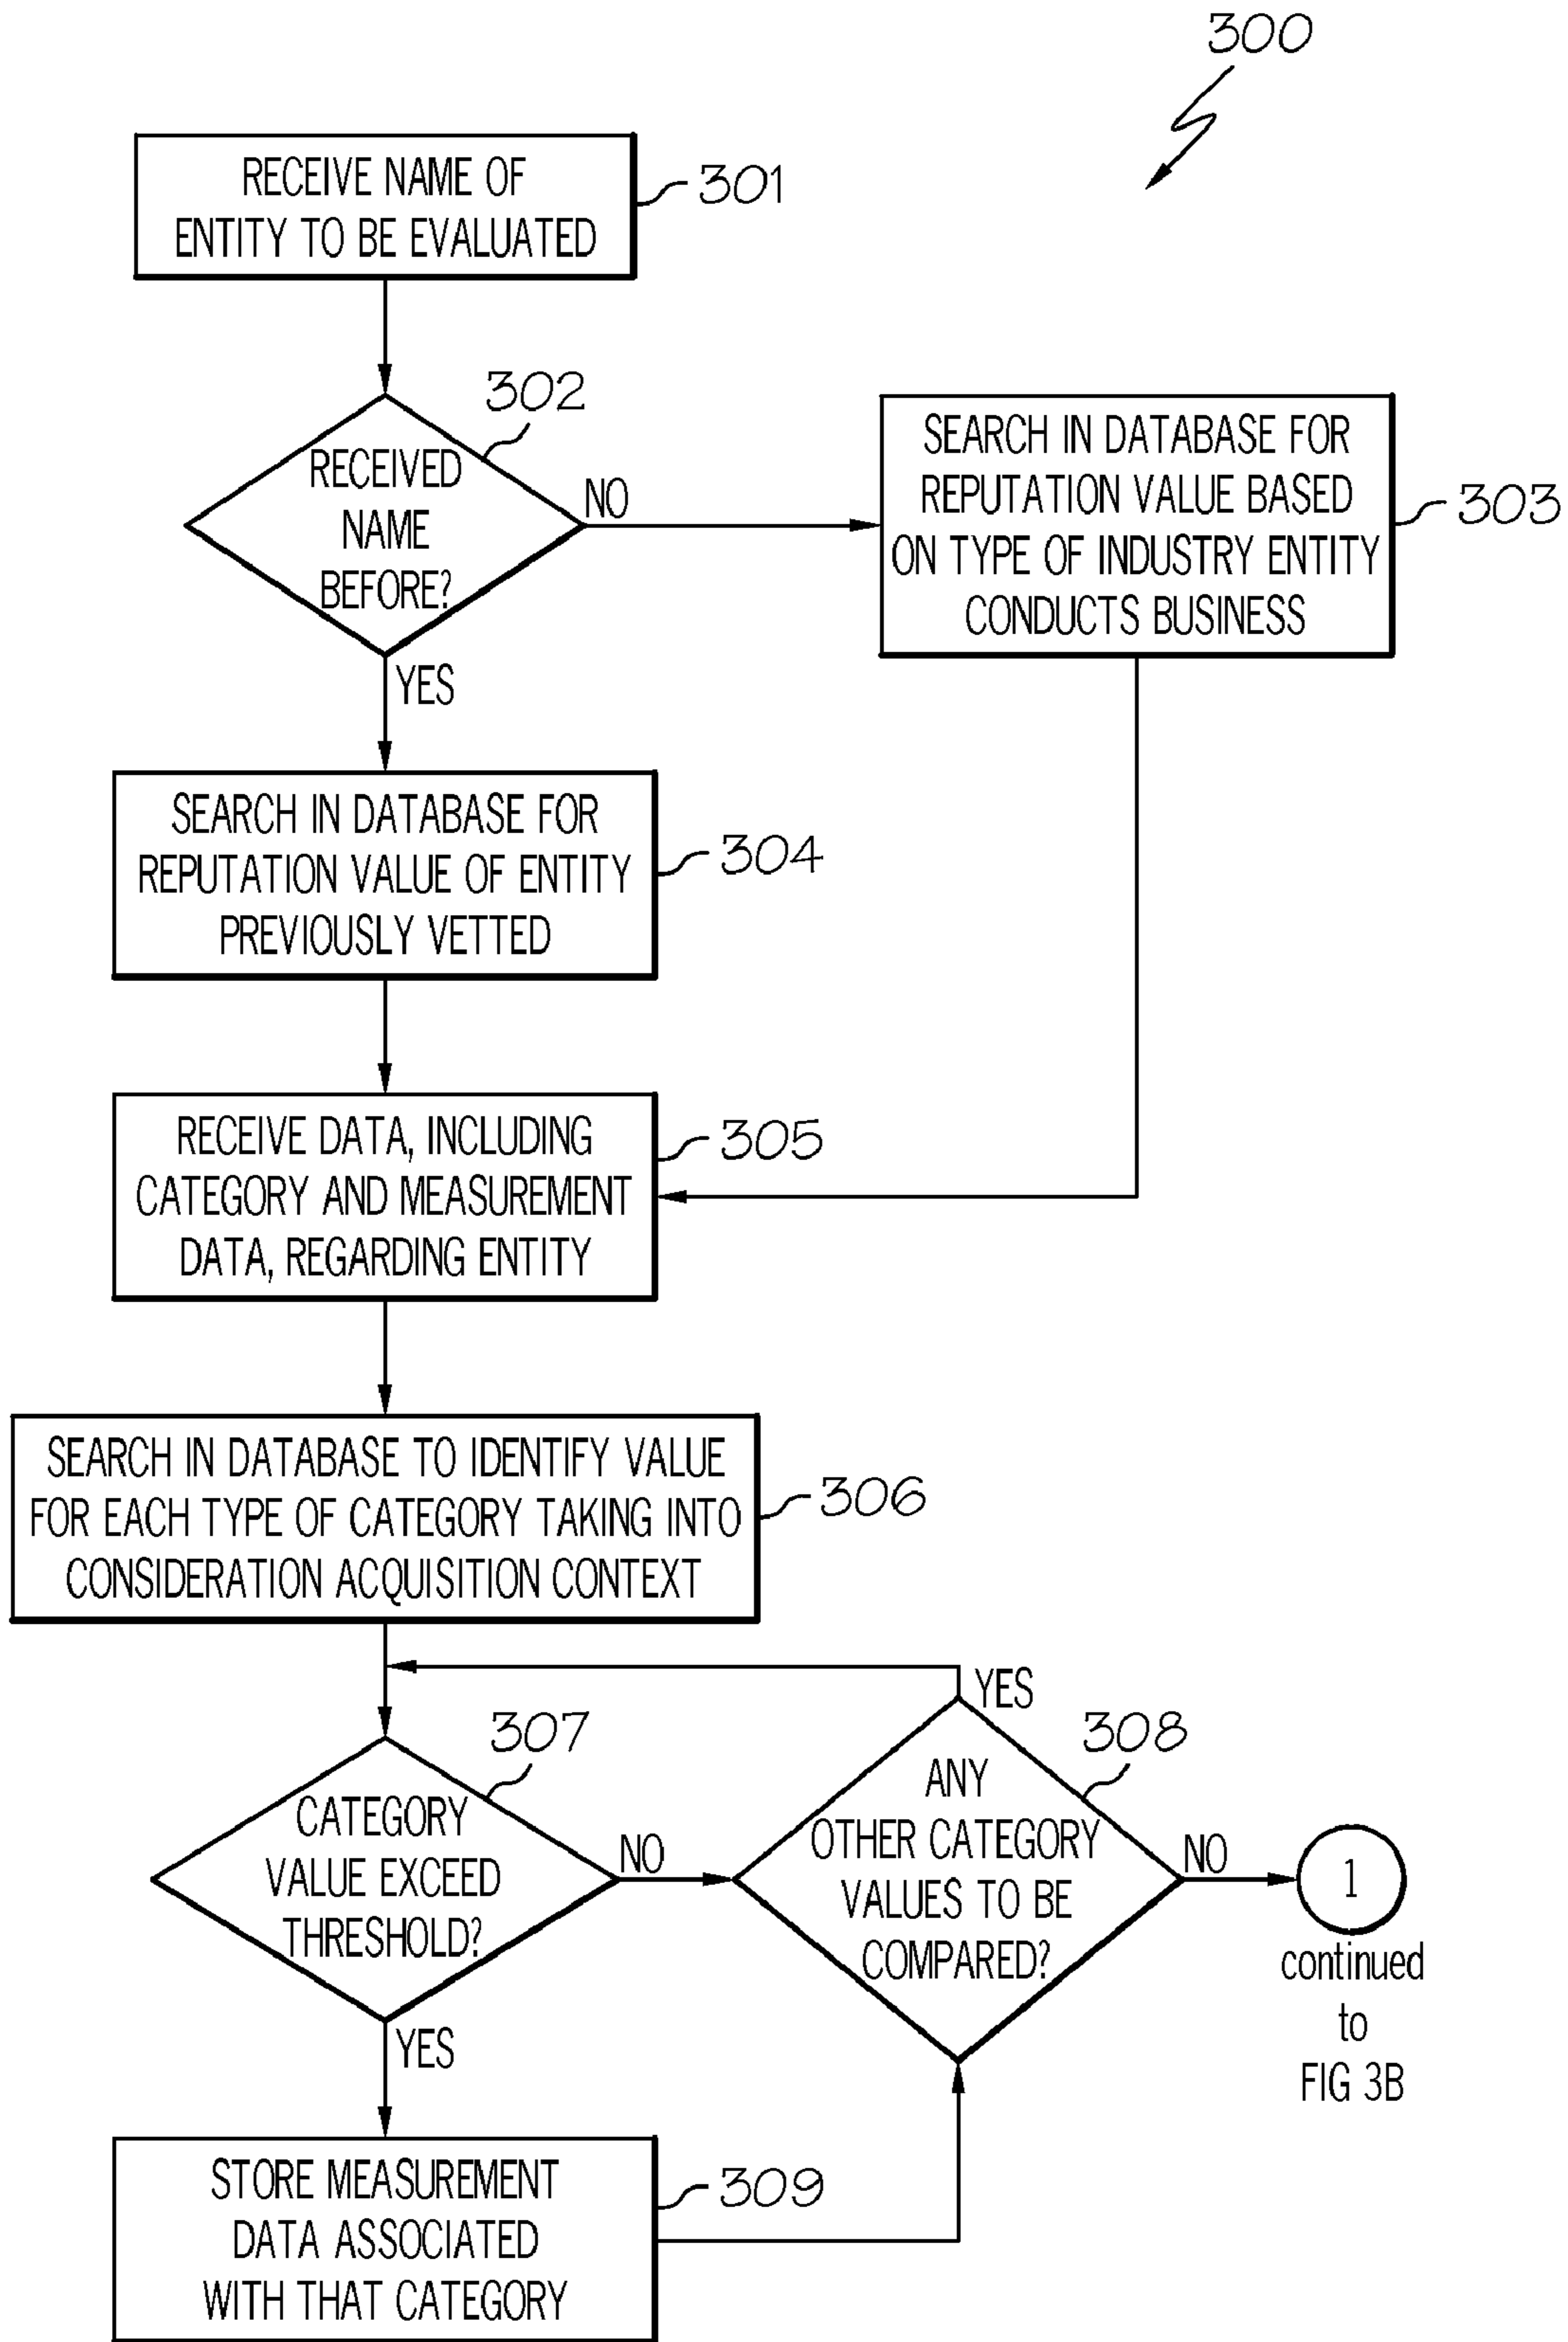 300
RECEIVE NAME OF
ENTITY TO BE EVALUATED
301
302
RECEIVED
NAME
BEFORE?
NO
YES
SEARCH IN DATABASE FOR
REPUTATION VALUE BASED
ON TYPE OF INDUSTRY ENTITY
CONDUCTS BUSINESS
303
SEARCH IN DATABASE FOR
REPUTATION VALUE OF ENTITY
PREVIOUSLY VETTED
304
RECEIVE DATA, INCLUDING
CATEGORY AND MEASUREMENT
DATA, REGARDING ENTITY
305
SEARCH IN DATABASE TO IDENTIFY VALUE
FOR EACH TYPE OF CATEGORY TAKING INTO
CONSIDERATION ACQUISITION CONTEXT
306
307
CATEGORY
VALUE EXCEED
THRESHOLD?
NO
YES
YES
308
ANY
OTHER CATEGORY
VALUES TO BE
COMPARED?
NO
1
continued
to
FIG 3B
STORE MEASUREMENT
DATA ASSOCIATED
WITH THAT CATEGORY
309